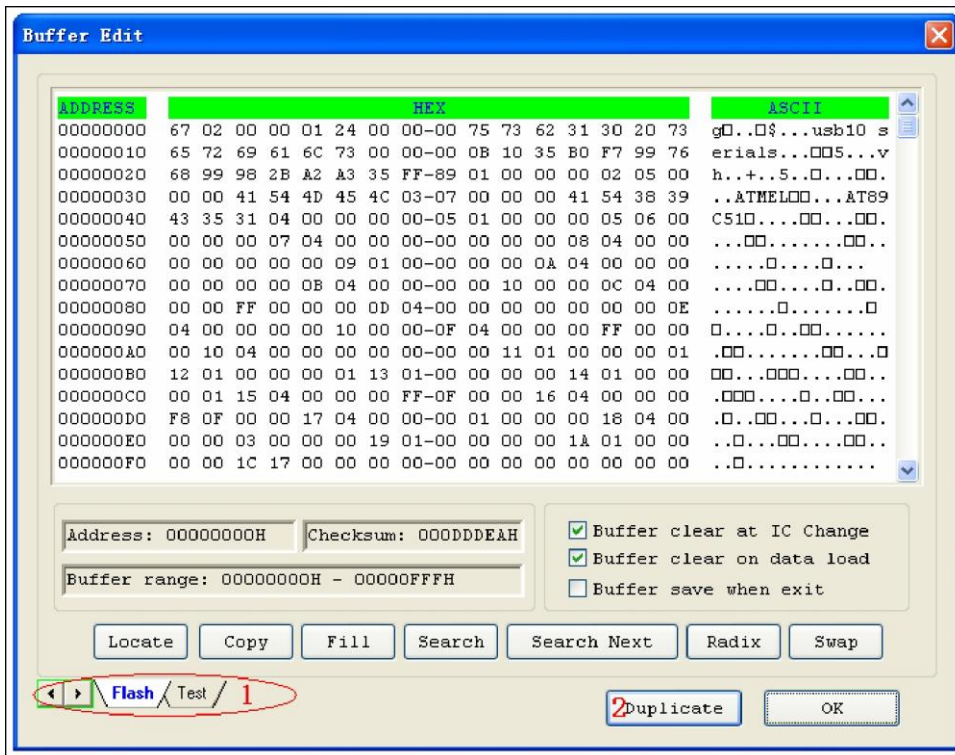 Buffer Edit
ADDRESS HEX ASCII
00000000 67 02 00 00 01 24 00 00-00 75 73 62 31 30 20 73 g□..□$...usb10 s
00000010 65 72 69 61 6C 73 00 00-00 0B 10 35 B0 F7 99 76 erials...□□5...v
00000020 68 99 98 2B A2 A3 35 FF-89 01 00 00 00 02 05 00 h..+..5..□...□□.
00000030 00 00 41 54 4D 45 4C 03-07 00 00 00 41 54 38 39 ..ATMEL□□...AT89
00000040 43 35 31 04 00 00 00 00-05 01 00 00 00 05 06 00 C51□....□□...□□.
00000050 00 00 00 07 04 00 00 00-00 00 00 00 08 04 00 00 ...□□.......□□..
00000060 00 00 00 00 00 09 01 00-00 00 00 0A 04 00 00 00 .....□....□...
00000070 00 00 00 00 0B 04 00 00-00 00 10 00 00 0C 04 00 ....□□....□..□□.
00000080 00 00 FF 00 00 00 0D 04-00 00 00 00 00 00 00 0E ......□........□
00000090 04 00 00 00 00 10 00 00-0F 04 00 00 00 FF 00 00 □....□..□□......
000000A0 00 10 04 00 00 00 00 00-00 00 11 01 00 00 00 01 .□□.......□□...□
000000B0 12 01 00 00 00 01 13 01-00 00 00 00 14 01 00 00 □□...□□□....□□..
000000C0 00 01 15 04 00 00 00 FF-0F 00 00 16 04 00 00 00 .□□□....□..□□...
000000D0 F8 0F 00 00 17 04 00 00-00 01 00 00 00 18 04 00 .□..□□...□...□□.
000000E0 00 00 03 00 00 00 19 01-00 00 00 00 1A 01 00 00 ..□...□□....□□..
000000F0 00 00 1C 17 00 00 00 00-00 00 00 00 00 00 00 00 ..□.............
Address: 00000000H Checksum: 000DDDEAH
Buffer range: 00000000H - 00000FFFH
Buffer clear at IC Change
Buffer clear on data load
Buffer save when exit
Locate Copy Fill Search Search Next Radix Swap
Flash Test 1
2 Duplicate OK